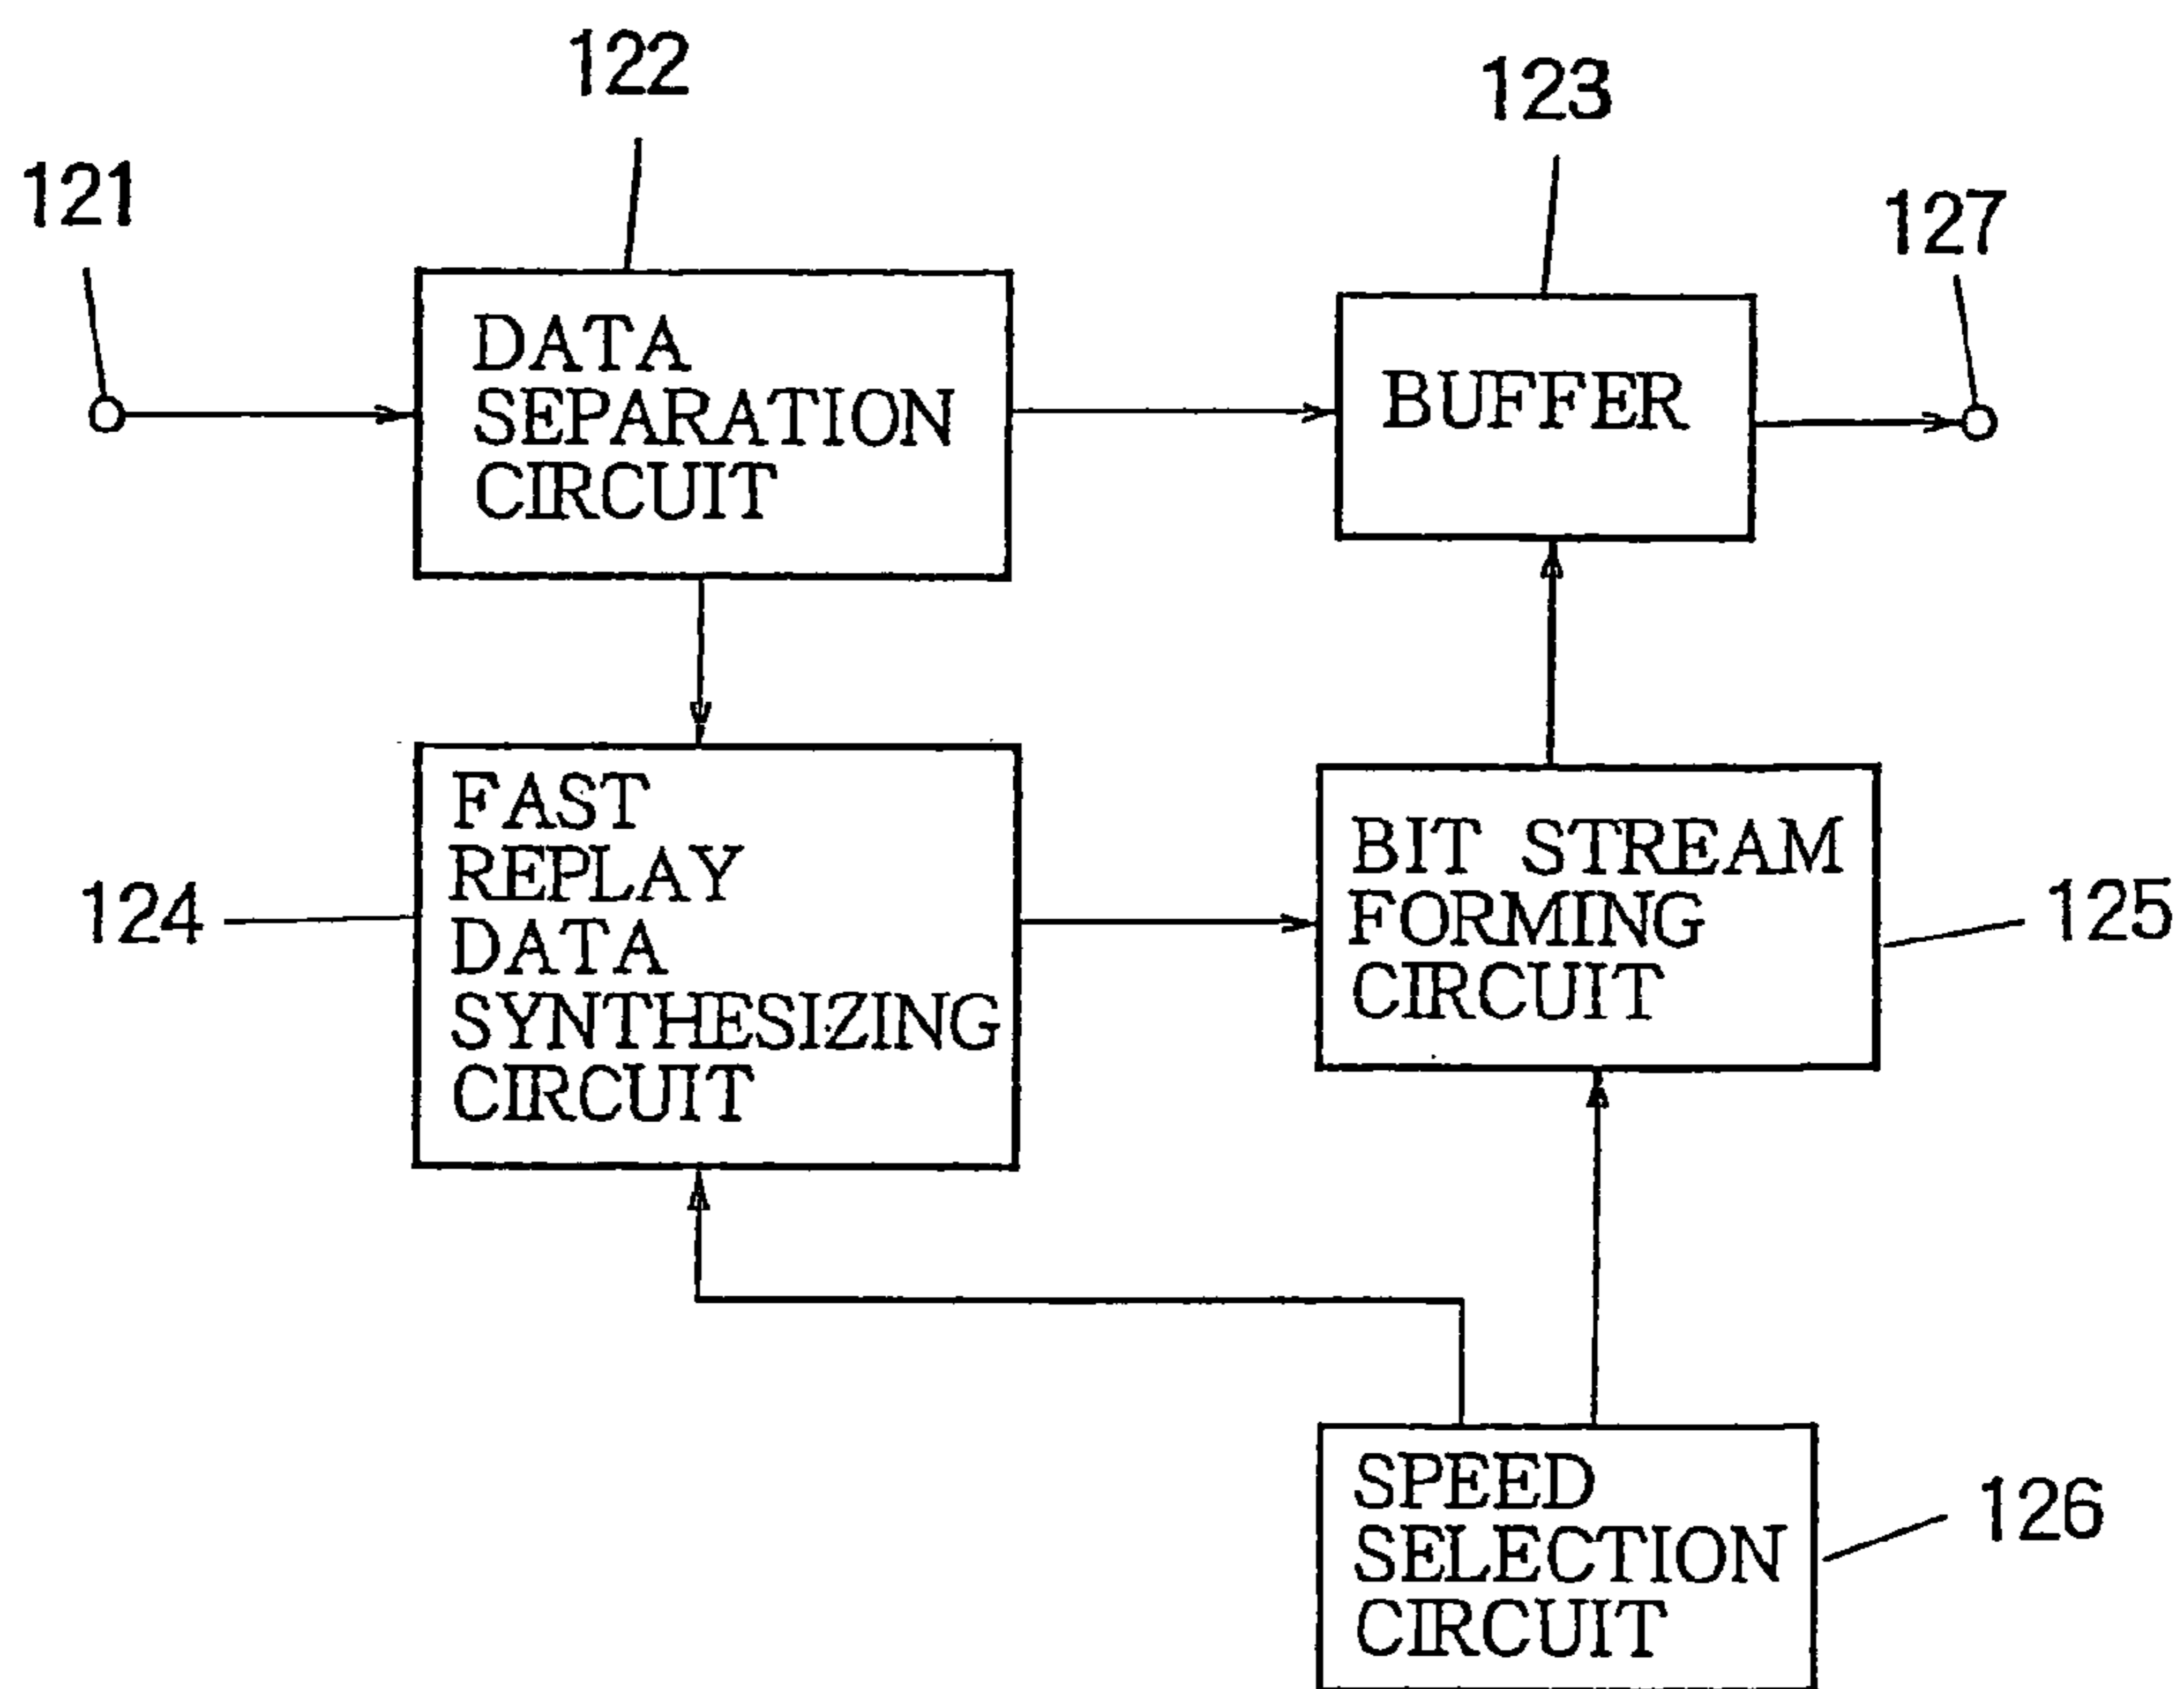 122
123
121
127
DATA
SEPARATION
CIRCUIT
BUFFER
FAST
REPLAY
DATA
SYNTHESIZING
CIRCUIT
124
BIT STREAM
FORMING
CIRCUIT
125
SPEED
SELECTION
CIRCUIT
126